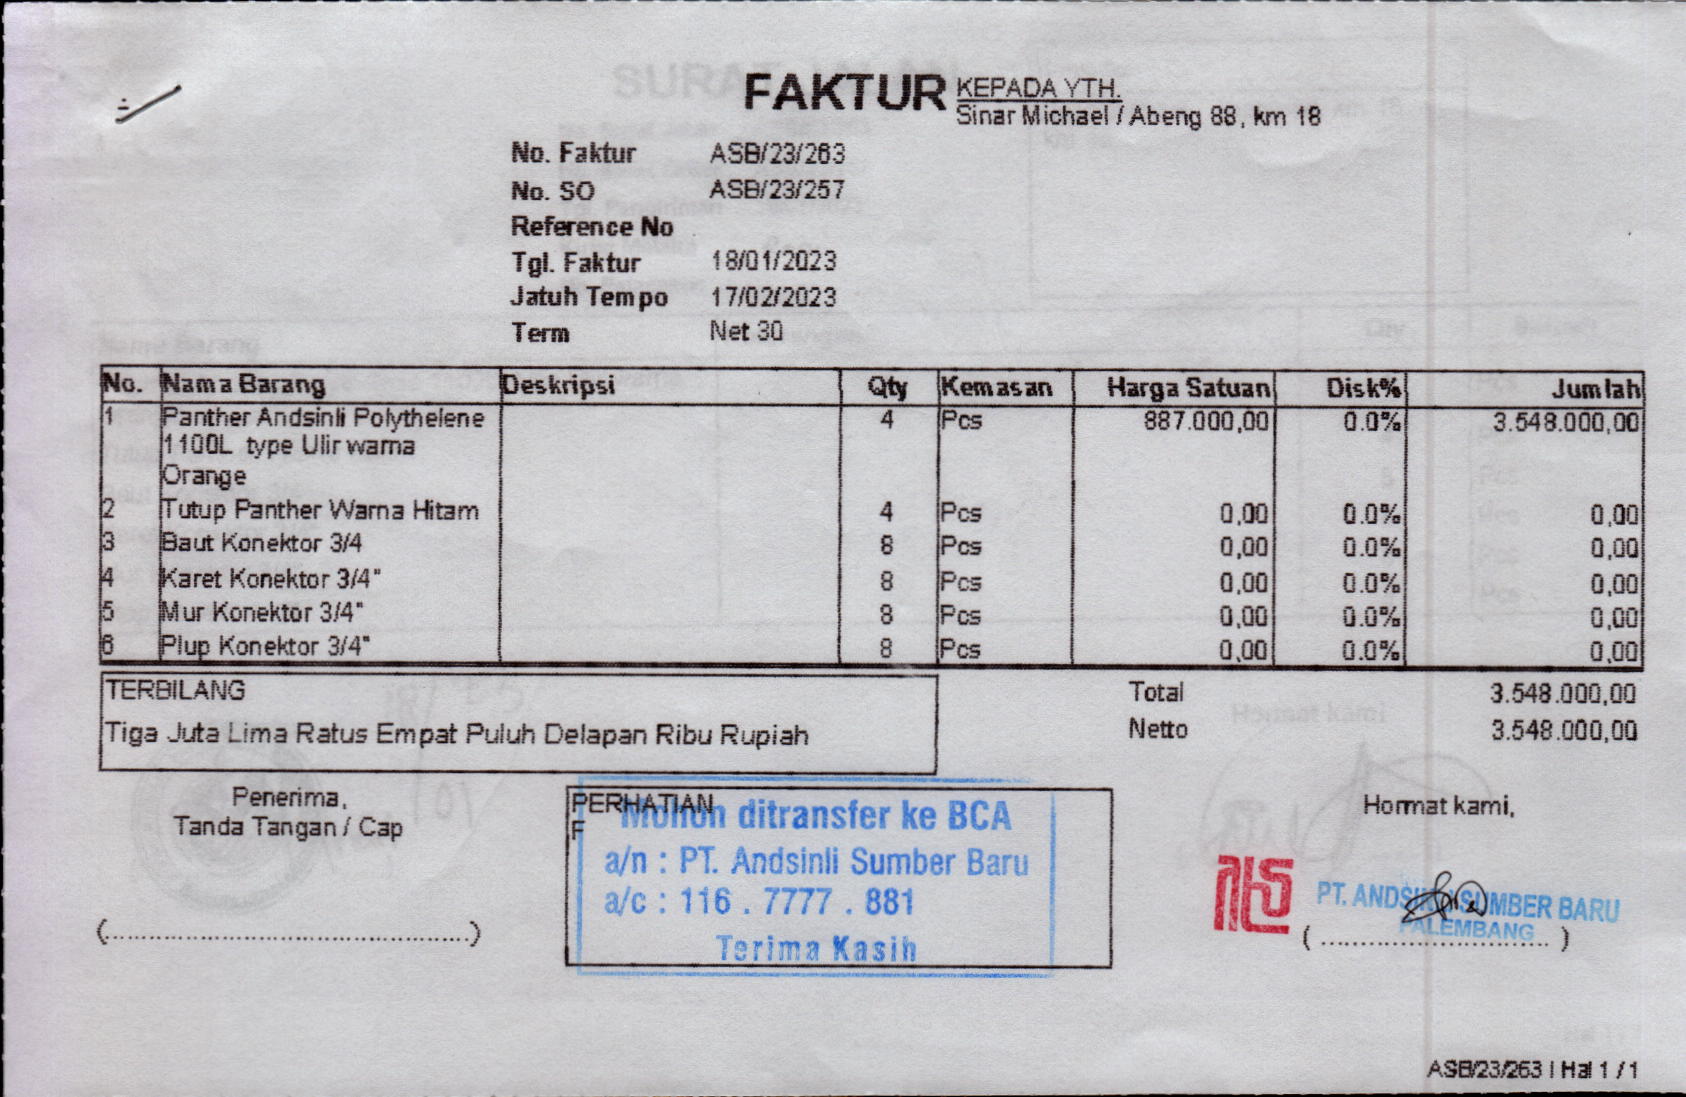 FAKTUR
KEPADA YTH.
Sinar Michael / Abeng 88, km 18
No. Faktur ASB/23/263
No. SO ASB/23/257
Reference No
Tgl. Faktur 18/01/2023
Jatuh Tempo 17/02/2023
Term Net 30
No. Nama Barang Deskripsi Qty Kemasan Harga Satuan Disk% Jumlah
1 Panther Andsinli Polythelene 4 Pcs 887.000,00 0.0% 3.548.000,00
1100L type Ulir warna
Orange
2 Tutup Panther Warna Hitam 4 Pcs 0,00 0.0% 0,00
3 Baut Konektor 3/4 8 Pcs 0,00 0.0% 0,00
4 Karet Konektor 3/4" 8 Pcs 0,00 0.0% 0,00
5 Mur Konektor 3/4" 8 Pcs 0,00 0.0% 0,00
6 Plup Konektor 3/4" 8 Pcs 0,00 0.0% 0,00
TERBILANG
Tiga Juta Lima Ratus Empat Puluh Delapan Ribu Rupiah
Total 3.548.000,00
Netto 3.548.000,00
Penerima,
Tanda Tangan / Cap
(..............................................)
PERHATIAN
F
Mohon ditransfer ke BCA
a/n : PT. Andsinli Sumber Baru
a/c : 116 . 7777 . 881
Terima Kasih
Hormat kami,
PT. ANDSINLI SUMBER BARU
PALEMBANG
( ............................. )
ASB/23/263 | Hal 1 / 1